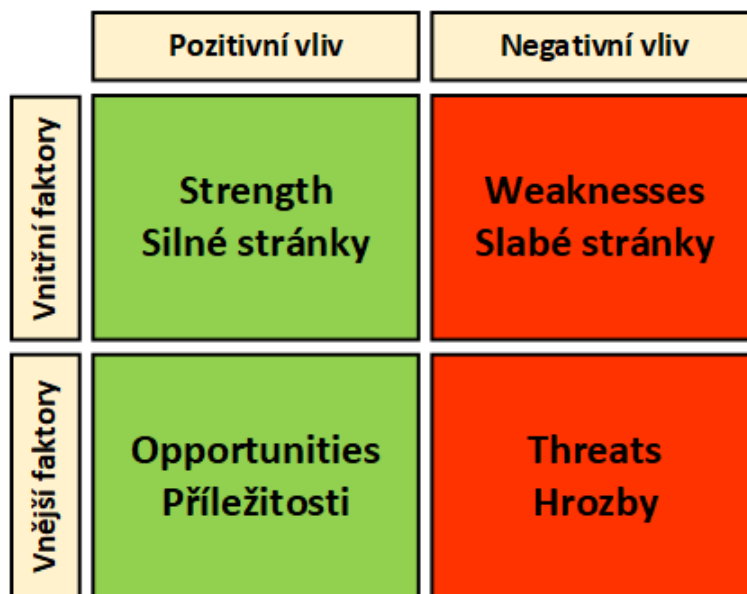 Pozitivní vliv
Negativní vliv
Vnitřní faktory
Strength
Silné stránky
Weaknesses
Slabé stránky
Vnější faktory
Opportunities
Příležitosti
Threats
Hrozby